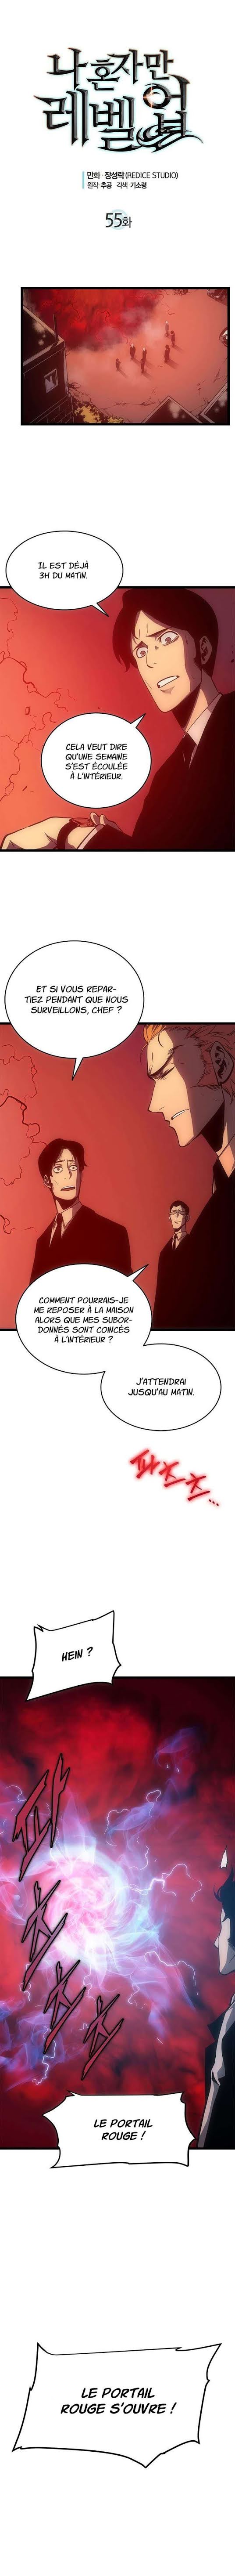 나 혼자만
레벨업
만화 · 장성락(REDICE STUDIO)
원작 추공 각색 기소령
55화
IL EST DÉJÀ
3H DU MATIN.
CELA VEUT DIRE
QU'UNE SEMAINE
S'EST ÉCOULÉE
À L'INTÉRIEUR.
ET SI VOUS REPAR-
TIEZ PENDANT QUE NOUS
SURVEILLONS, CHEF ?
COMMENT POURRAIS-JE
ME REPOSER À LA MAISON
ALORS QUE MES SUBOR-
DONNÉS SONT COINCÉS
À L'INTÉRIEUR ?
J'ATTENDRAI
JUSQU'AU MATIN.
파츠츠...
HEIN ?
LE PORTAIL
ROUGE !
LE PORTAIL
ROUGE S'OUVRE !